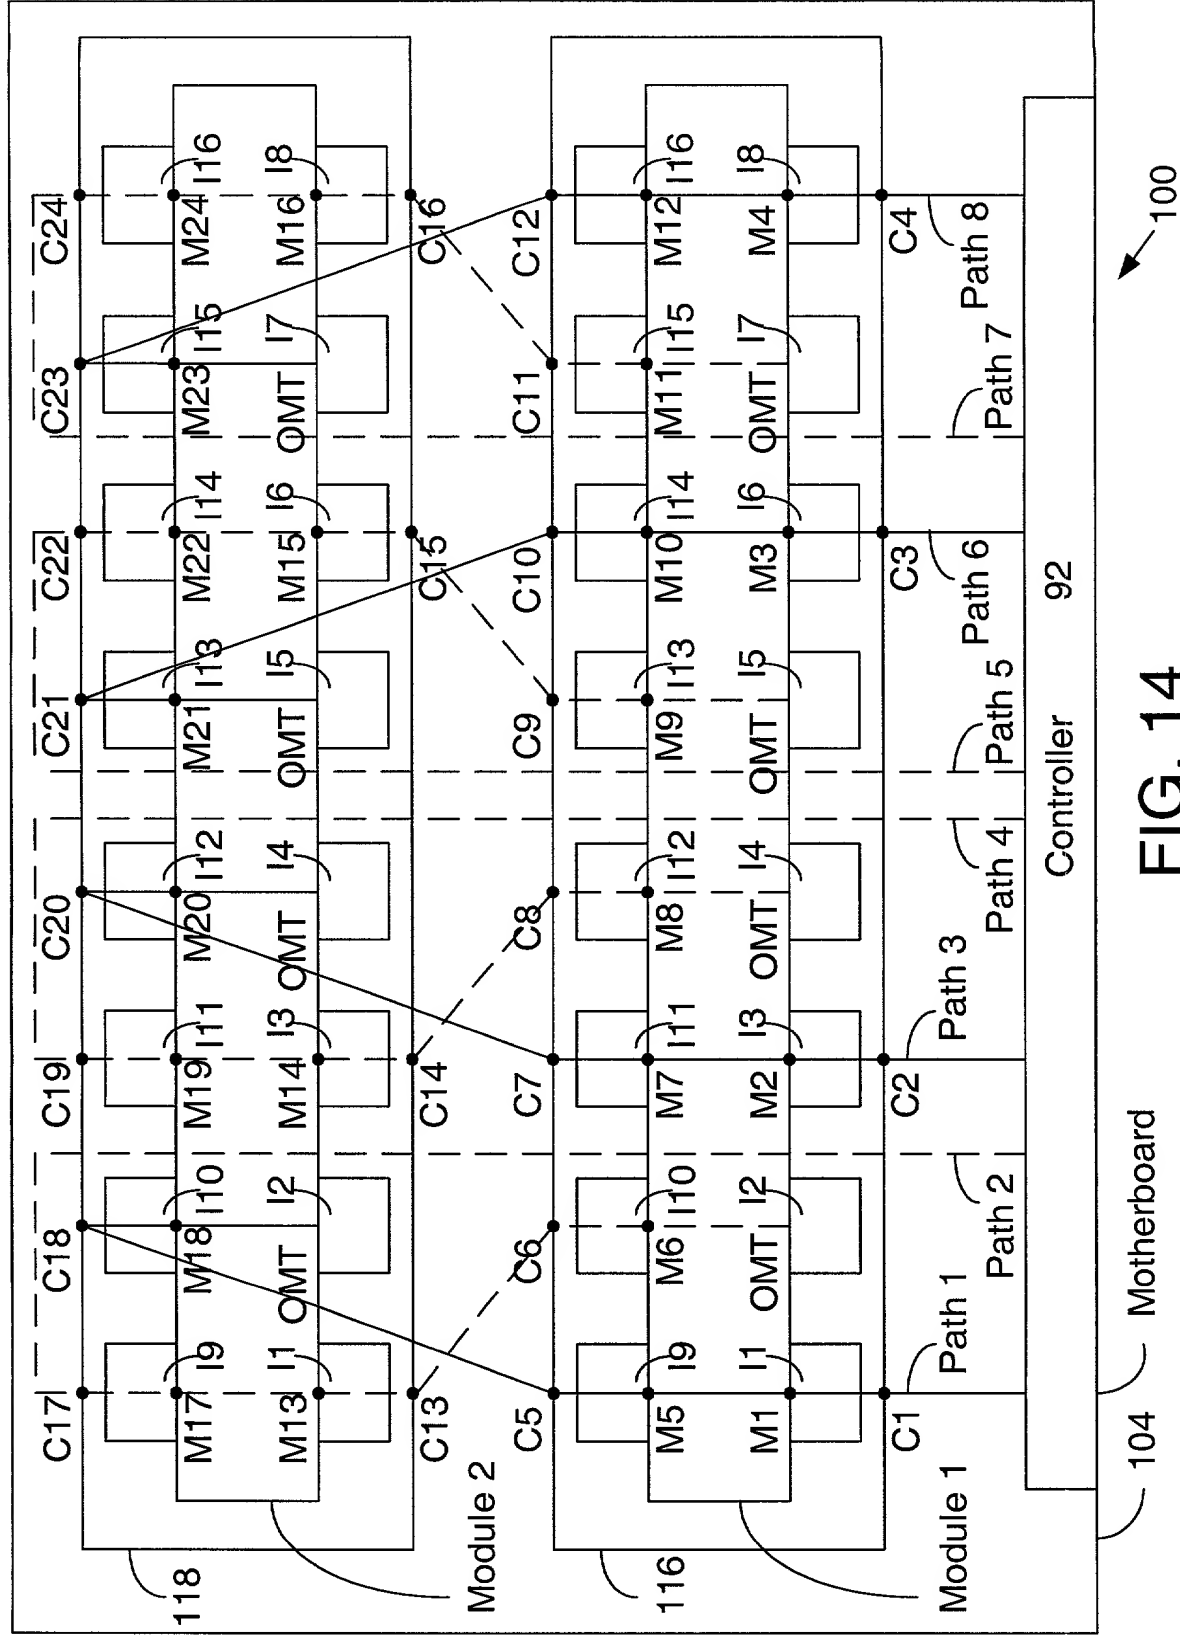 C17
C18
C19
C20
C21
C22
C23
C24
I9
I10
I11
I12
I13
I14
I15
I16
M17
M18
M19
M20
M21
M22
M23
M24
I1
I2
I3
I4
I5
I6
I7
I8
M13
OMT
M14
OMT
OMT
M15
OMT
M16
118
C13
C14
C15
C16
Module 2
C5
C6
C7
C8
C9
C10
C11
C12
I9
I10
I11
I12
I13
I14
I15
I16
M5
M6
M7
M8
M9
M10
M11
M12
I1
I2
I3
I4
I5
I6
I7
I8
M1
OMT
M2
OMT
OMT
M3
OMT
M4
116
C1
C2
C3
C4
Module 1
Path 1
Path 2
Path 3
Path 4
Path 5
Path 6
Path 7
Path 8
Controller 92
104
Motherboard
100
FIG. 14